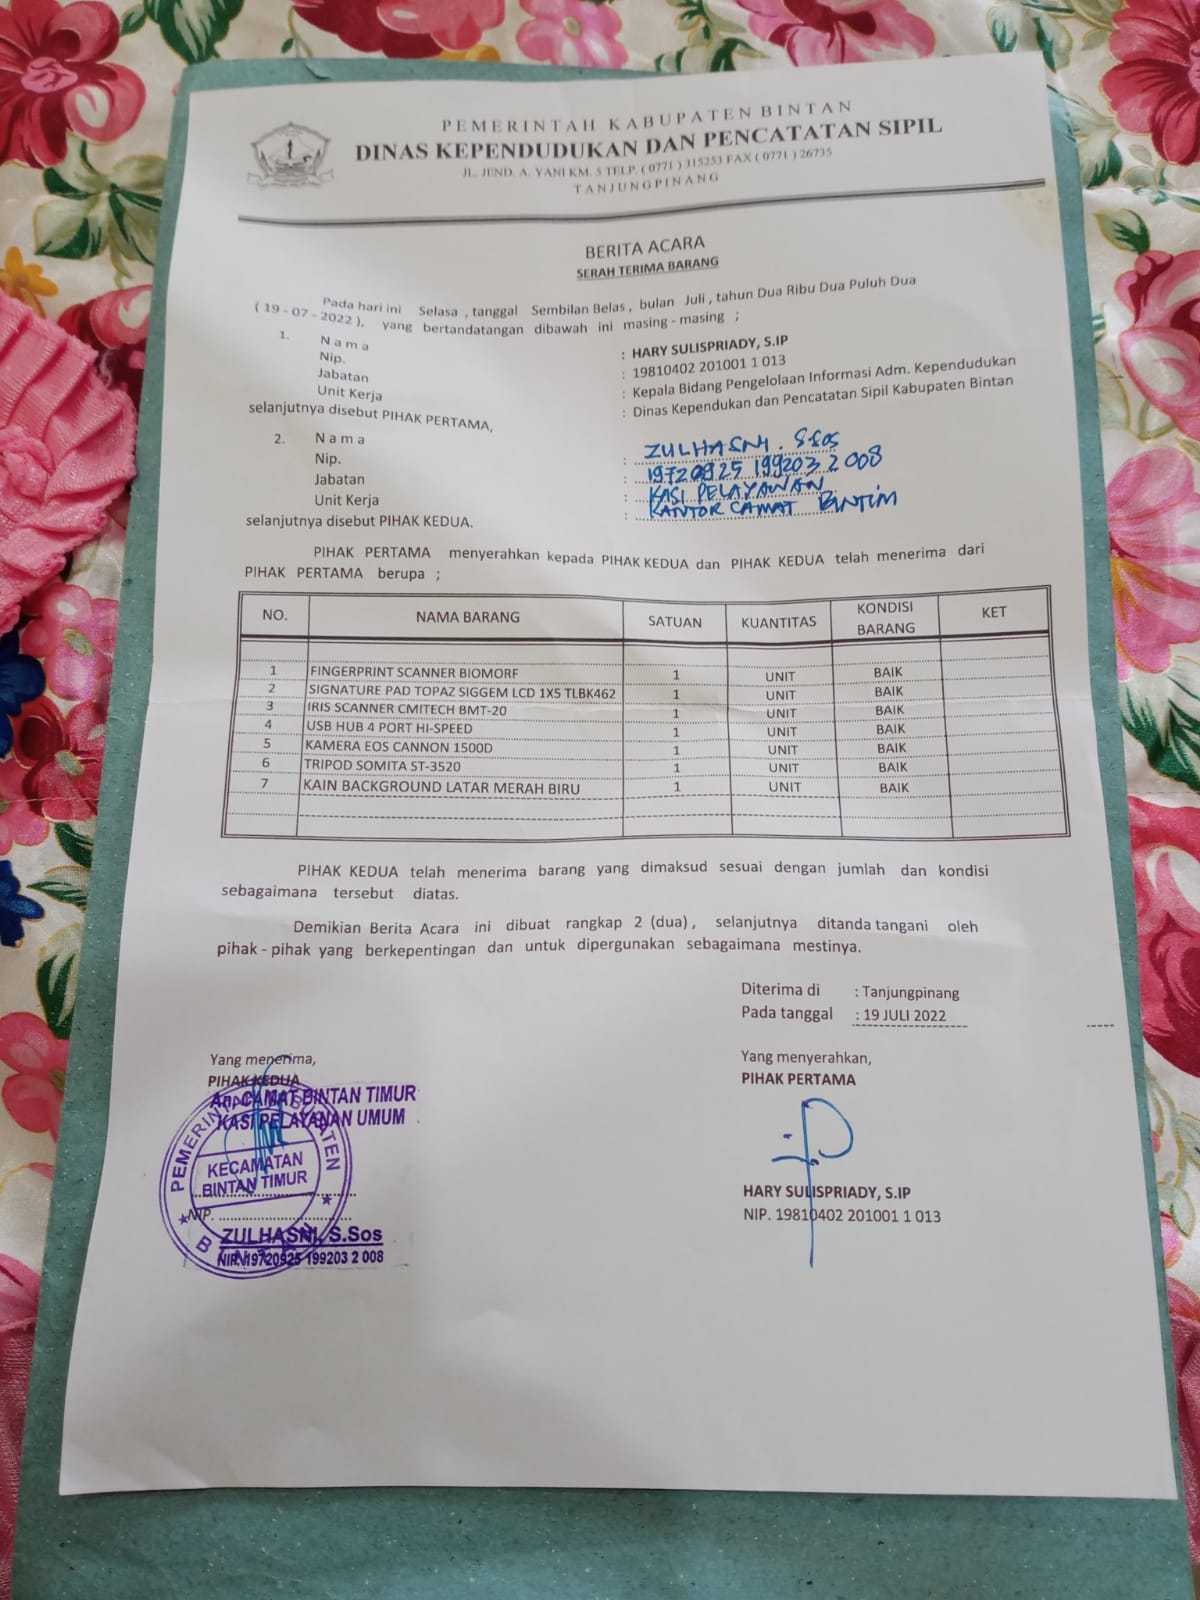 PEMERINTAH KABUPATEN BINTAN
DINAS KEPENDUDUKAN DAN PENCATATAN SIPIL
JL. JEND. A. YANI KM. 5 TELP. ( 0771 ) 315253 FAX ( 0771 ) 26735
TANJUNGPINANG
BERITA ACARA
SERAH TERIMA BARANG
Pada hari ini Selasa , tanggal Sembilan Belas , bulan Juli , tahun Dua Ribu Dua Puluh Dua
( 19 - 07 - 2022 ), yang bertandatangan dibawah ini masing - masing ;
1. N a m a : HARY SULISPRIADY, S.IP
Nip. : 19810402 201001 1 013
Jabatan : Kepala Bidang Pengelolaan Informasi Adm. Kependudukan
Unit Kerja : Dinas Kependukan dan Pencatatan Sipil Kabupaten Bintan
selanjutnya disebut PIHAK PERTAMA,
2. N a m a : ZULHASNI. S.Sos
Nip. : 19720925 199203 2 008
Jabatan : KASI PELAYANAN
Unit Kerja : KANTOR CAMAT BINTIM
selanjutnya disebut PIHAK KEDUA.
PIHAK PERTAMA menyerahkan kepada PIHAK KEDUA dan PIHAK KEDUA telah menerima dari
PIHAK PERTAMA berupa ;
NO. NAMA BARANG SATUAN KUANTITAS KONDISI BARANG KET
1 FINGERPRINT SCANNER BIOMORF 1 UNIT BAIK
2 SIGNATURE PAD TOPAZ SIGGEM LCD 1X5 TLBK462 1 UNIT BAIK
3 IRIS SCANNER CMITECH BMT-20 1 UNIT BAIK
4 USB HUB 4 PORT HI-SPEED 1 UNIT BAIK
5 KAMERA EOS CANNON 1500D 1 UNIT BAIK
6 TRIPOD SOMITA ST-3520 1 UNIT BAIK
7 KAIN BACKGROUND LATAR MERAH BIRU 1 UNIT BAIK
PIHAK KEDUA telah menerima barang yang dimaksud sesuai dengan jumlah dan kondisi
sebagaimana tersebut diatas.
Demikian Berita Acara ini dibuat rangkap 2 (dua) , selanjutnya ditanda tangani oleh
pihak - pihak yang berkepentingan dan untuk dipergunakan sebagaimana mestinya.
Diterima di : Tanjungpinang
Pada tanggal : 19 JULI 2022
Yang menerima,
PIHAK KEDUA
An. CAMAT BINTAN TIMUR
KASI PELAYANAN UMUM
PEMERINTAH KABUPATEN
KECAMATAN
BINTAN TIMUR
BINTAN
NIP.
ZULHASNI, S.Sos
NIP. 19720925 199203 2 008
Yang menyerahkan,
PIHAK PERTAMA
HARY SULISPRIADY, S.IP
NIP. 19810402 201001 1 013